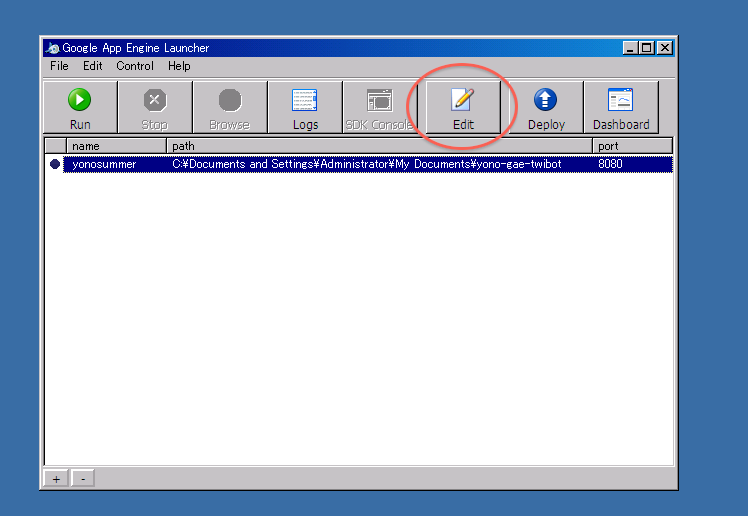 Google App Engine Launcher
File Edit Control Help
Run Stop Browse Logs SDK Console Edit Deploy Dashboard
name path port
yonosummer C:¥Documents and Settings¥Administrator¥My Documents¥yono-gae-twibot 8080
+ -